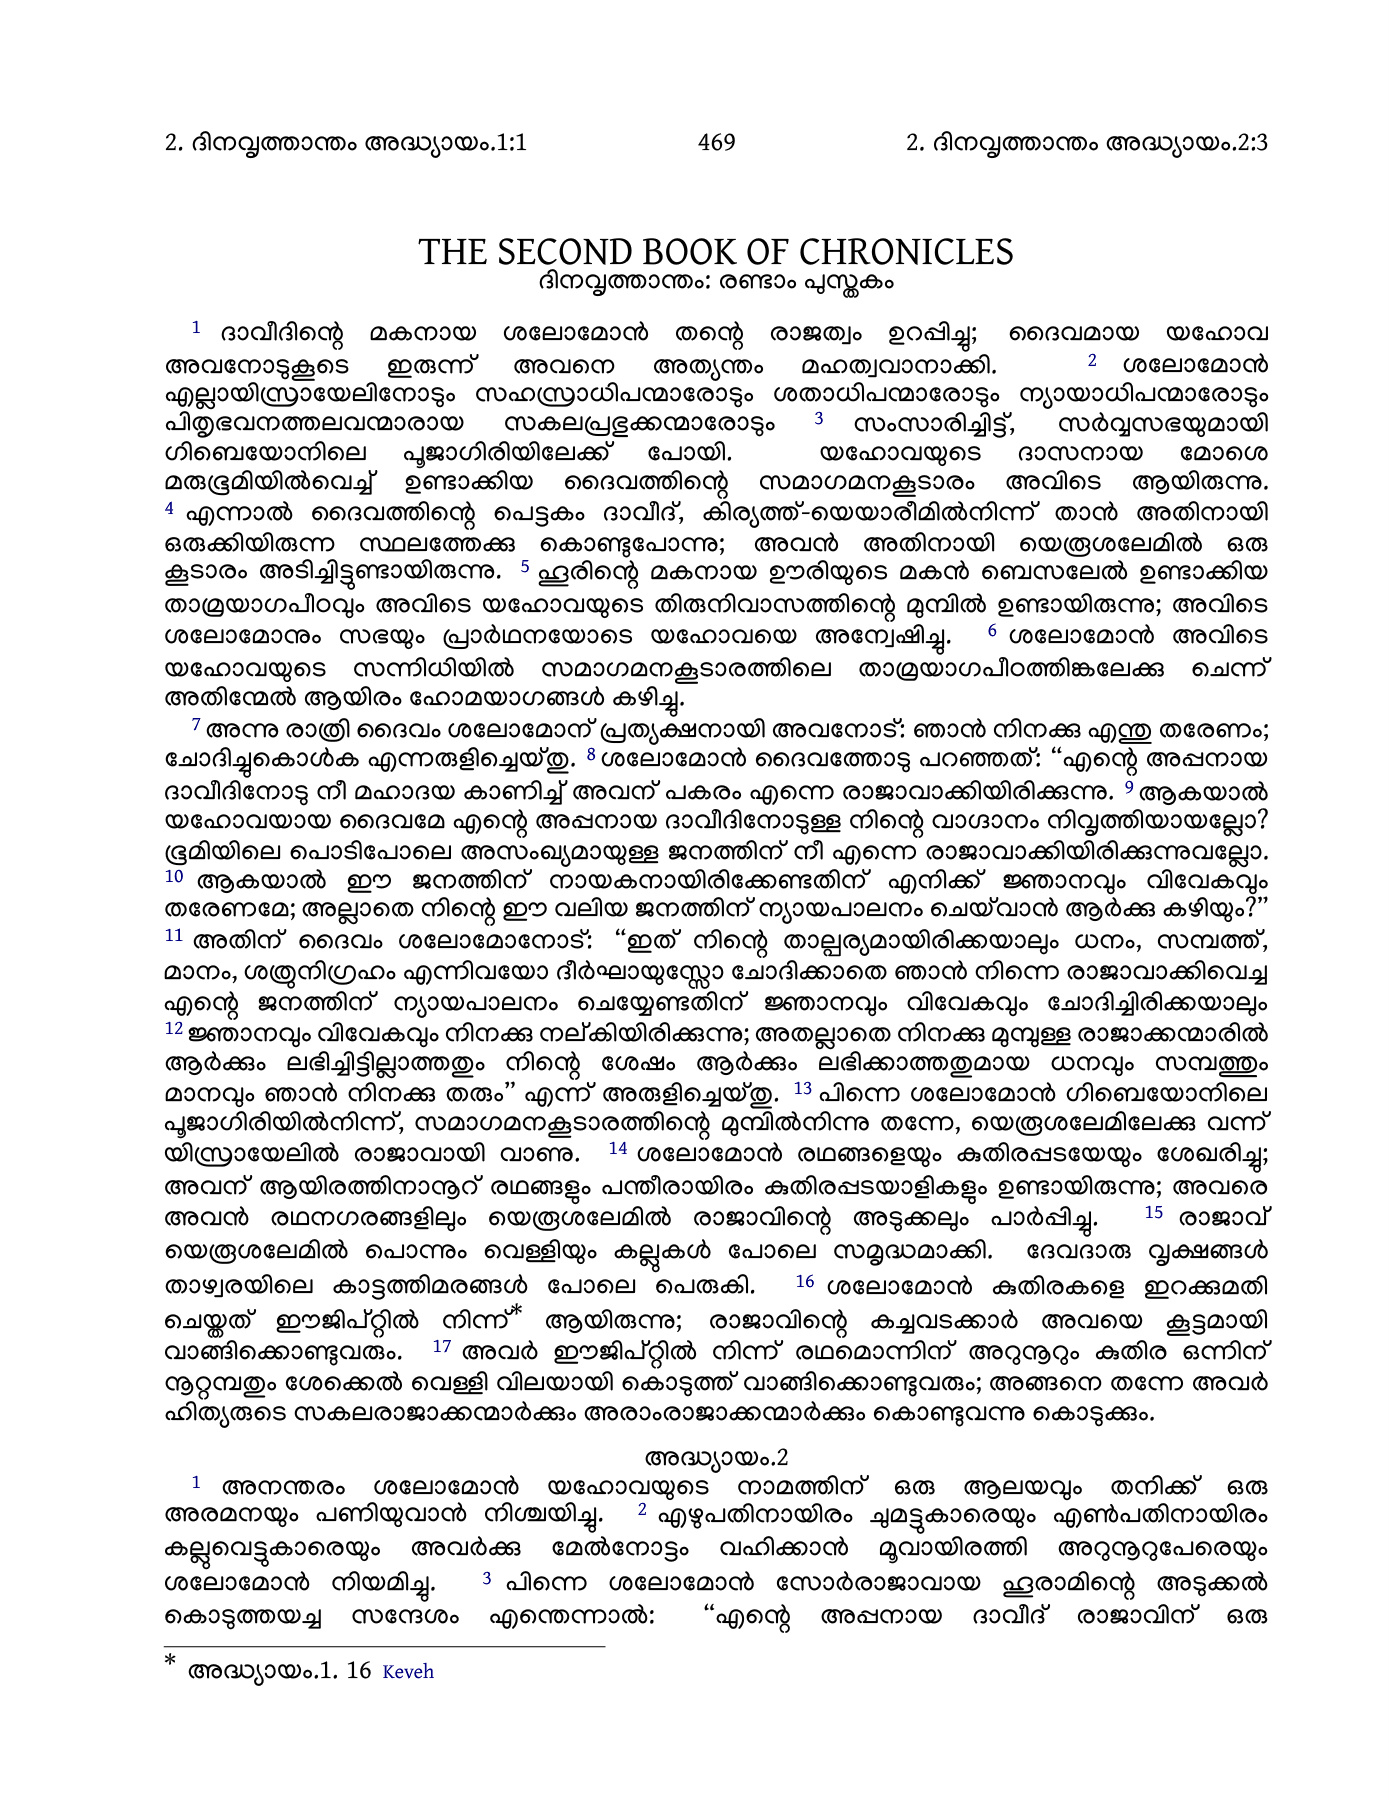 2. ദിനവൃത്താന്തം അദ്ധ്യായം.1:1 469 2. ദിനവൃത്താന്തം അദ്ധ്യായം.2:3
THE SECOND BOOK OF CHRONICLES
ദിനവൃത്താന്തം: രണ്ടാം പുസ്തകം
1 ദാവീദിന്റെ മകനായ ശലോമോൻ തന്റെ രാജത്വം ഉറപ്പിച്ചു; ദൈവമായ യഹോവ
അവനോടുകൂടെ ഇരുന്ന് അവനെ അത്യന്തം മഹത്വവാനാക്കി. 2 ശലോമോൻ
എല്ലായിസ്രായേലിനോടും സഹസ്രാധിപന്മാരോടും ശതാധിപന്മാരോടും ന്യായാധിപന്മാരോടും
പിതൃഭവനത്തലവന്മാരായ സകലപ്രഭുക്കന്മാരോടും 3 സംസാരിച്ചിട്ട്, സർവ്വസഭയുമായി
ഗിബെയോനിലെ പൂജാഗിരിയിലേക്ക് പോയി. യഹോവയുടെ ദാസനായ മോശെ
മരുഭൂമിയിൽവെച്ച് ഉണ്ടാക്കിയ ദൈവത്തിന്റെ സമാഗമനകൂടാരം അവിടെ ആയിരുന്നു.
4 എന്നാൽ ദൈവത്തിന്റെ പെട്ടകം ദാവീദ്, കിര്യത്ത്-യെയാരീമിൽനിന്ന് താൻ അതിനായി
ഒരുക്കിയിരുന്ന സ്ഥലത്തേക്കു കൊണ്ടുപോന്നു; അവൻ അതിനായി യെരൂശലേമിൽ ഒരു
കൂടാരം അടിച്ചിട്ടുണ്ടായിരുന്നു. 5 ഹൂരിന്റെ മകനായ ഊരിയുടെ മകൻ ബെസലേൽ ഉണ്ടാക്കിയ
താമ്രയാഗപീഠവും അവിടെ യഹോവയുടെ തിരുനിവാസത്തിന്റെ മുമ്പിൽ ഉണ്ടായിരുന്നു; അവിടെ
ശലോമോനും സഭയും പ്രാർഥനയോടെ യഹോവയെ അന്വേഷിച്ചു. 6 ശലോമോൻ അവിടെ
യഹോവയുടെ സന്നിധിയിൽ സമാഗമനകൂടാരത്തിലെ താമ്രയാഗപീഠത്തിങ്കലേക്കു ചെന്ന്
അതിന്മേൽ ആയിരം ഹോമയാഗങ്ങൾ കഴിച്ചു.
7 അന്നു രാത്രി ദൈവം ശലോമോന് പ്രത്യക്ഷനായി അവനോട്: ഞാൻ നിനക്കു എന്തു തരേണം;
ചോദിച്ചുകൊൾക എന്നരുളിച്ചെയ്തു. 8 ശലോമോൻ ദൈവത്തോടു പറഞ്ഞത്: “എന്റെ അപ്പനായ
ദാവീദിനോടു നീ മഹാദയ കാണിച്ച് അവന് പകരം എന്നെ രാജാവാക്കിയിരിക്കുന്നു. 9 ആകയാൽ
യഹോവയായ ദൈവമേ എന്റെ അപ്പനായ ദാവീദിനോടുള്ള നിന്റെ വാഗ്ദാനം നിവൃത്തിയായല്ലോ?
ഭൂമിയിലെ പൊടിപോലെ അസംഖ്യമായുള്ള ജനത്തിന് നീ എന്നെ രാജാവാക്കിയിരിക്കുന്നുവല്ലോ.
10 ആകയാൽ ഈ ജനത്തിന് നായകനായിരിക്കേണ്ടതിന് എനിക്ക് ജ്ഞാനവും വിവേകവും
തരേണമേ; അല്ലാതെ നിന്റെ ഈ വലിയ ജനത്തിന് ന്യായപാലനം ചെയ്‌വാൻ ആർക്കു കഴിയും?”
11 അതിന് ദൈവം ശലോമോനോട്: “ഇത് നിന്റെ താല്പര്യമായിരിക്കയാലും ധനം, സമ്പത്ത്,
മാനം, ശത്രുനിഗ്രഹം എന്നിവയോ ദീർഘായുസ്സോ ചോദിക്കാതെ ഞാൻ നിന്നെ രാജാവാക്കിവെച്ച
എന്റെ ജനത്തിന് ന്യായപാലനം ചെയ്യേണ്ടതിന് ജ്ഞാനവും വിവേകവും ചോദിച്ചിരിക്കയാലും
12 ജ്ഞാനവും വിവേകവും നിനക്കു നല്കിയിരിക്കുന്നു; അതല്ലാതെ നിനക്കു മുമ്പുള്ള രാജാക്കന്മാരിൽ
ആർക്കും ലഭിച്ചിട്ടില്ലാത്തതും നിന്റെ ശേഷം ആർക്കും ലഭിക്കാത്തതുമായ ധനവും സമ്പത്തും
മാനവും ഞാൻ നിനക്കു തരും” എന്ന് അരുളിച്ചെയ്തു. 13 പിന്നെ ശലോമോൻ ഗിബെയോനിലെ
പൂജാഗിരിയിൽനിന്ന്, സമാഗമനകൂടാരത്തിന്റെ മുമ്പിൽനിന്നു തന്നേ, യെരൂശലേമിലേക്കു വന്ന്
യിസ്രായേലിൽ രാജാവായി വാണു. 14 ശലോമോൻ രഥങ്ങളെയും കുതിരപ്പടയേയും ശേഖരിച്ചു;
അവന് ആയിരത്തിനാനൂറ് രഥങ്ങളും പന്തീരായിരം കുതിരപ്പടയാളികളും ഉണ്ടായിരുന്നു; അവരെ
അവൻ രഥനഗരങ്ങളിലും യെരൂശലേമിൽ രാജാവിന്റെ അടുക്കലും പാർപ്പിച്ചു. 15 രാജാവ്
യെരൂശലേമിൽ പൊന്നും വെള്ളിയും കല്ലുകൾ പോലെ സമൃദ്ധമാക്കി. ദേവദാരു വൃക്ഷങ്ങൾ
താഴ്വരയിലെ കാട്ടത്തിമരങ്ങൾ പോലെ പെരുകി. 16 ശലോമോൻ കുതിരകളെ ഇറക്കുമതി
ചെയ്തത് ഈജിപ്റ്റിൽ നിന്ന്* ആയിരുന്നു; രാജാവിന്റെ കച്ചവടക്കാർ അവയെ കൂട്ടമായി
വാങ്ങിക്കൊണ്ടുവരും. 17 അവർ ഈജിപ്റ്റിൽ നിന്ന് രഥമൊന്നിന് അറുനൂറും കുതിര ഒന്നിന്
നൂറ്റമ്പതും ശേക്കെൽ വെള്ളി വിലയായി കൊടുത്ത് വാങ്ങിക്കൊണ്ടുവരും; അങ്ങനെ തന്നേ അവർ
ഹിത്യരുടെ സകലരാജാക്കന്മാർക്കും അരാംരാജാക്കന്മാർക്കും കൊണ്ടുവന്നു കൊടുക്കും.
അദ്ധ്യായം.2
1 അനന്തരം ശലോമോൻ യഹോവയുടെ നാമത്തിന് ഒരു ആലയവും തനിക്ക് ഒരു
അരമനയും പണിയുവാൻ നിശ്ചയിച്ചു. 2 എഴുപതിനായിരം ചുമട്ടുകാരെയും എൺപതിനായിരം
കല്ലുവെട്ടുകാരെയും അവർക്കു മേൽനോട്ടം വഹിക്കാൻ മൂവായിരത്തി അറുനൂറുപേരെയും
ശലോമോൻ നിയമിച്ചു. 3 പിന്നെ ശലോമോൻ സോർരാജാവായ ഹൂരാമിന്റെ അടുക്കൽ
കൊടുത്തയച്ച സന്ദേശം എന്തെന്നാൽ: “എന്റെ അപ്പനായ ദാവീദ് രാജാവിന് ഒരു
* അദ്ധ്യായം.1. 16 Keveh